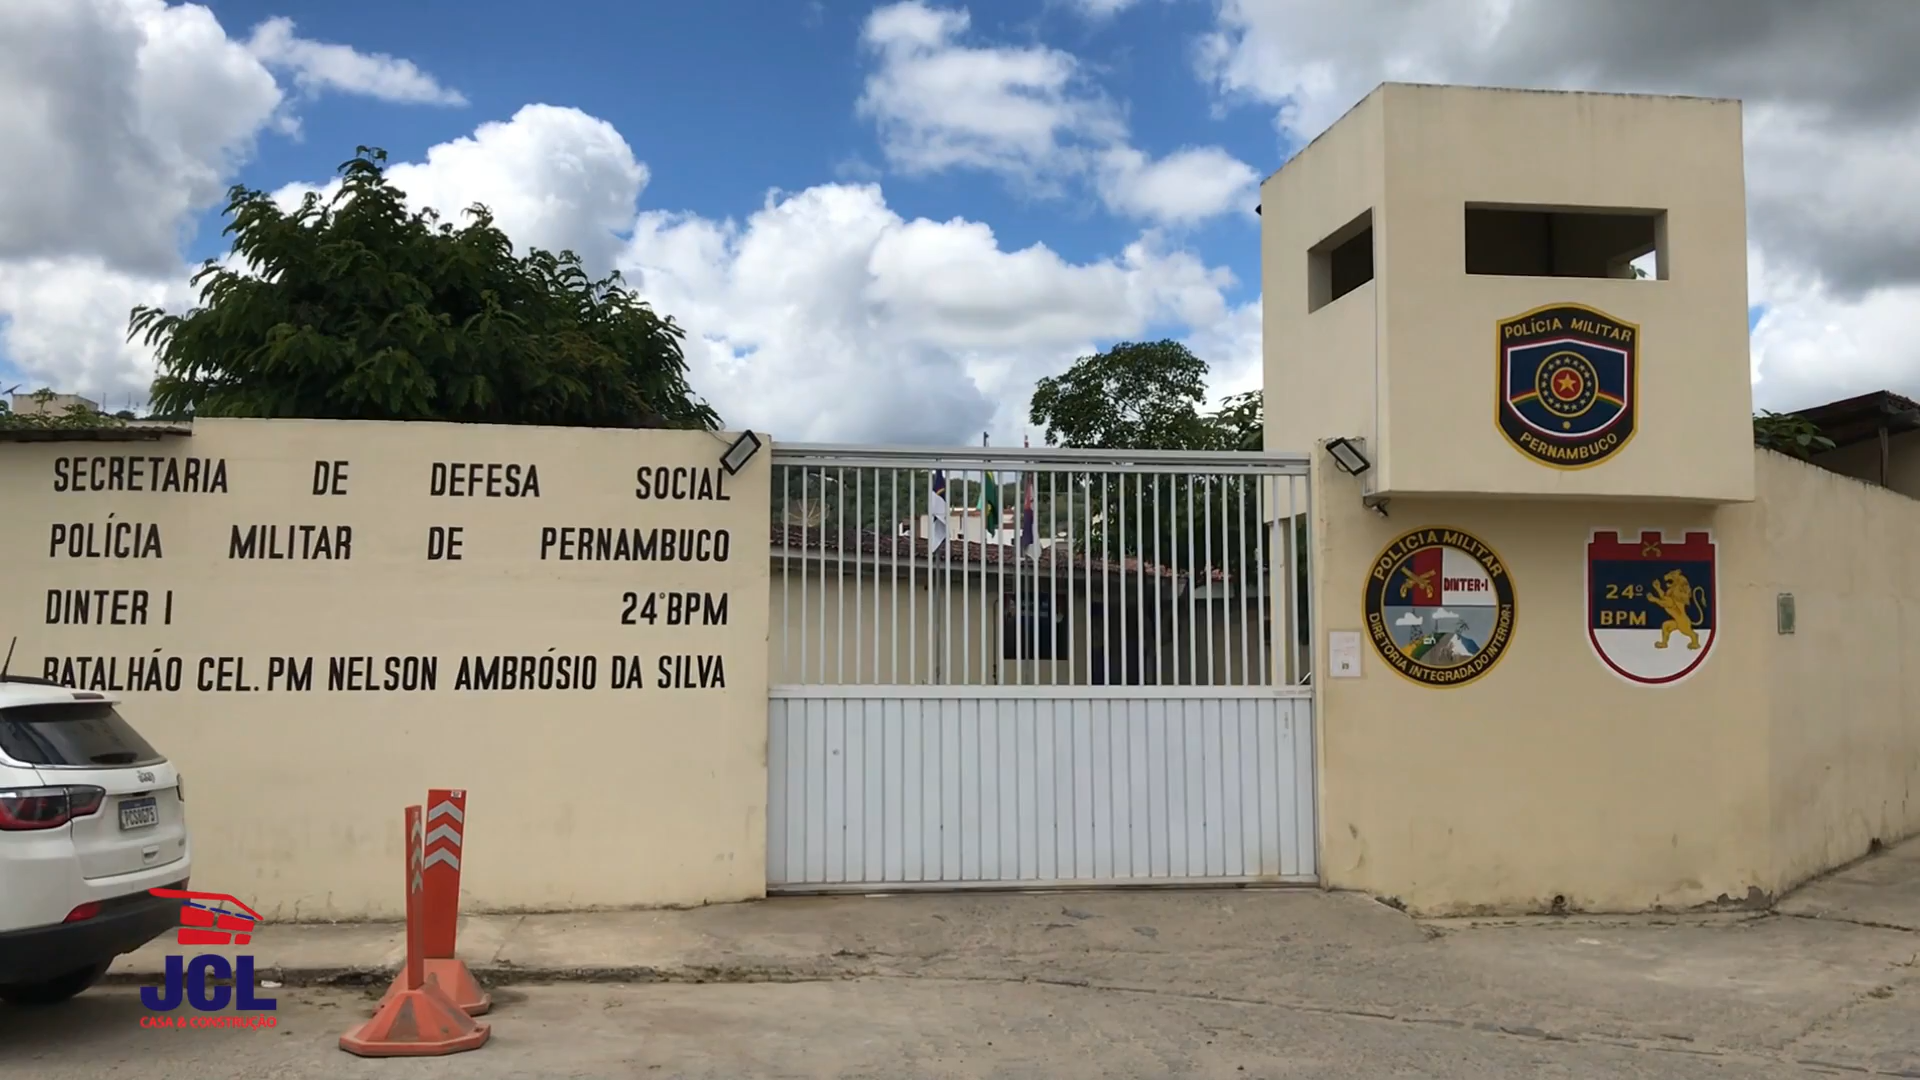 SECRETARIA DE DEFESA SOCIAL
POLÍCIA MILITAR DE PERNAMBUCO
DINTER I 24°BPM
BATALHÃO CEL. PM NELSON AMBRÓSIO DA SILVA
POLÍCIA MILITAR
PERNAMBUCO
POLÍCIA MILITAR
DINTER-I
DIRETORIA INTEGRADA DO INTERIOR-I
24º
BPM
Jeep
JCL
CASA & CONSTRUÇÃO